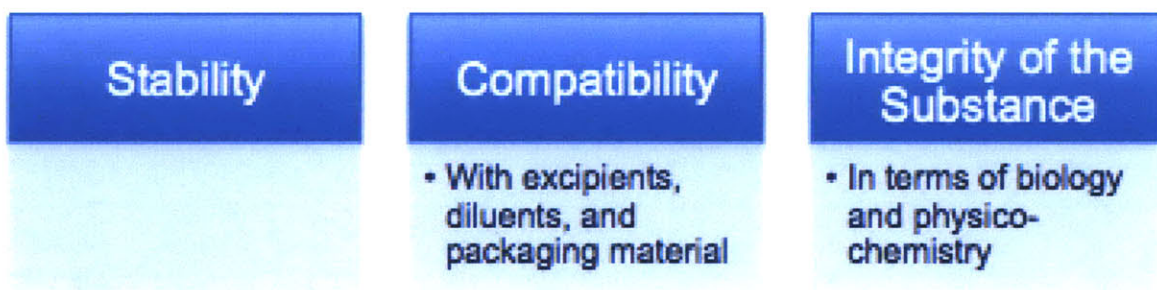 Stability
Compatibility
• With excipients,
diluents, and
packaging material
Integrity of the
Substance
• In terms of biology
and physico-
chemistry